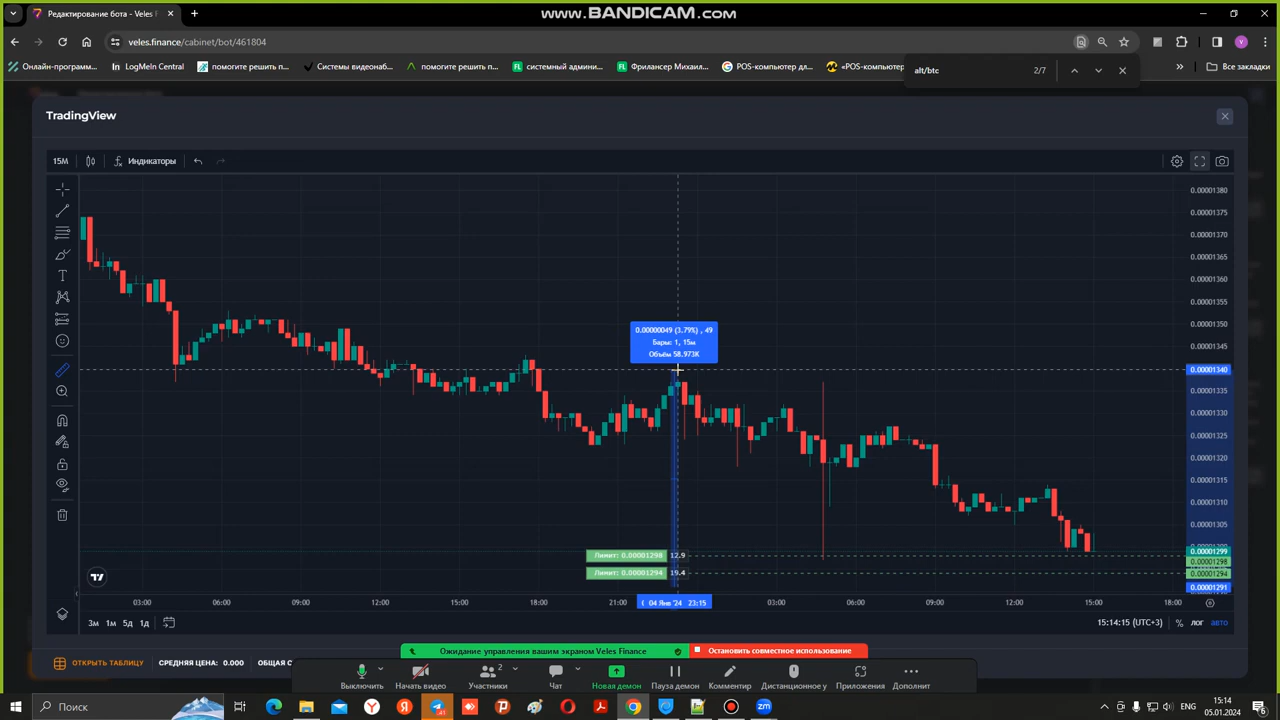 www.BANDICAM.com
Редактирование бота - Veles F
veles.finance/cabinet/bot/461804
Онлайн-программ...
LogMeIn Central
помогите решить п...
Системы видеонаб...
помогите решить п...
системный админи...
Фрилансер Михаил...
POS-компьютер дл...
«POS-компьютер
Все закладки
alt/btc
2/7
TradingView
15М
Индикаторы
0.00001380
0.00001375
0.00001370
0.00001365
0.00001360
0.00001355
0.00001350
0.00001345
0.00001340
0.00001335
0.00001330
0.00001325
0.00001320
0.00001315
0.00001310
0.00001305
0.00001299
0.00001298
0.00001294
0.00001291
0.00000049 (3.79%) , 49
Бары: 1, 15м
Объём 58.973K
Лимит: 0.00001298 12.9
Лимит: 0.00001294 19.4
03:00 06:00 09:00 12:00 15:00 18:00 21:00 04 Янв '24 23:15 03:00 06:00 09:00 12:00 15:00 18:00
3м 1м 5д 1д
15:14:15 (UTC+3) % лог авто
Ожидание управления вашим экраном Veles Finance
Остановить совместное использование
ОТКРЫТЬ ТАБЛИЦУ
СРЕДНЯЯ ЦЕНА: 0.000
ОБЩАЯ С
2
Выключить
Начать видео
Участники
Чат
Новая демон
Пауза демон
Комментир
Дистанционное у
Приложения
Дополнит
Поиск
15:14
05.01.2024